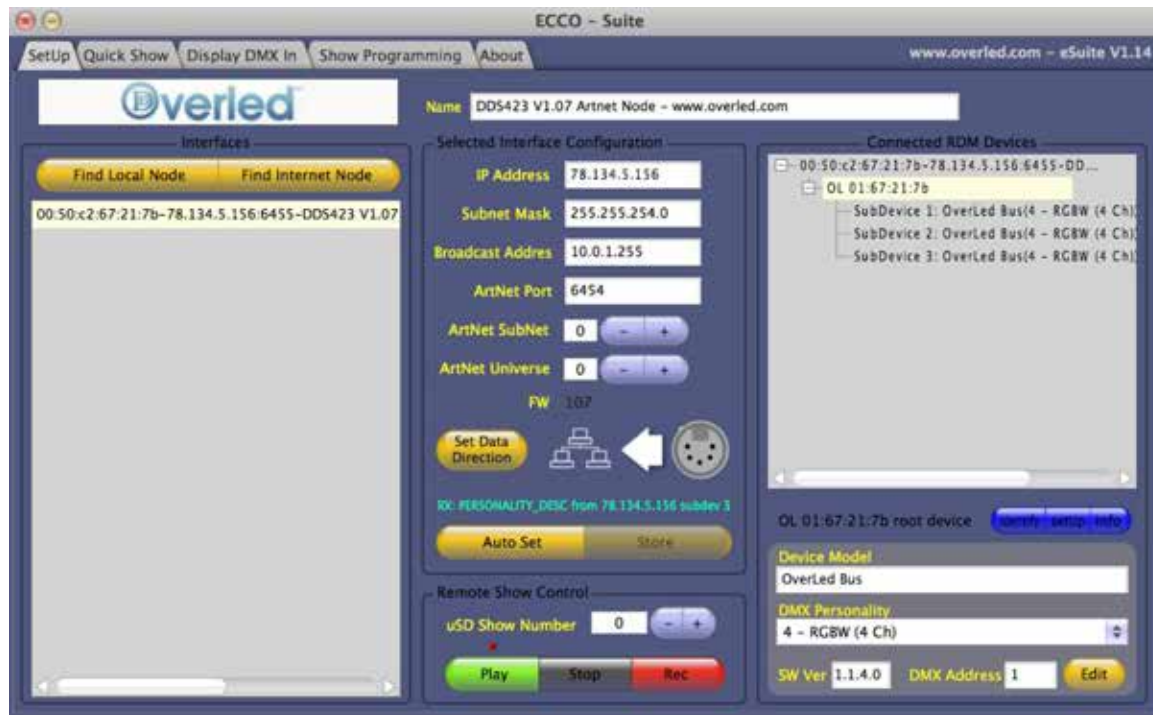 ECCO - Suite
SetUp Quick Show Display DMX In Show Programming About www.overled.com - eSuite V1.14
Overled
Name DDS423 V1.07 Artnet Node - www.overled.com
Interfaces
Find Local Node Find Internet Node
00:50:c2:67:21:7b-78.134.5.156:6455-DDS423 V1.07
Selected Interface Configuration
IP Address 78.134.5.156
Subnet Mask 255.255.254.0
Broadcast Addres 10.0.1.255
ArtNet Port 6454
ArtNet SubNet 0 - +
ArtNet Universe 0 - +
FW 107
Set Data
Direction
RX: PERSONALITY_DESC from 78.134.5.156 subdev 3
Auto Set Store
Remote Show Control
uSD Show Number 0 - +
Play Stop Rec
Connected RDM Devices
00:50:c2:67:21:7b-78.134.5.156:6455-DD...
OL 01:67:21:7b
SubDevice 1: OverLed Bus(4 - RGBW (4 Ch)
SubDevice 2: OverLed Bus(4 - RGBW (4 Ch)
SubDevice 3: OverLed Bus(4 - RGBW (4 Ch)
OL 01:67:21:7b root device Identify setup info
Device Model
OverLed Bus
DMX Personality
4 - RGBW (4 Ch)
SW Ver 1.1.4.0 DMX Address 1 Edit